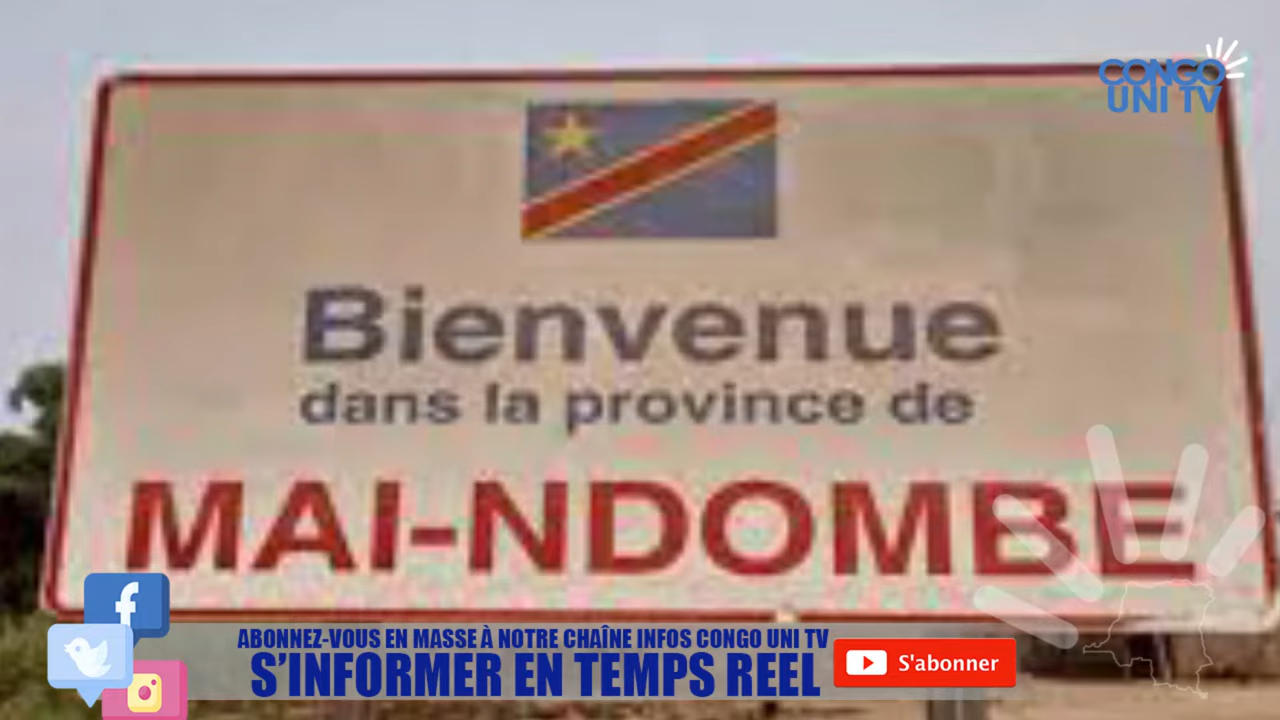 CONGO
UNI TV
Bienvenue
dans la province de
MAI-NDOMBE
ABONNEZ-VOUS EN MASSE À NOTRE CHAÎNE INFOS CONGO UNI TV
S'INFORMER EN TEMPS REEL
S'abonner